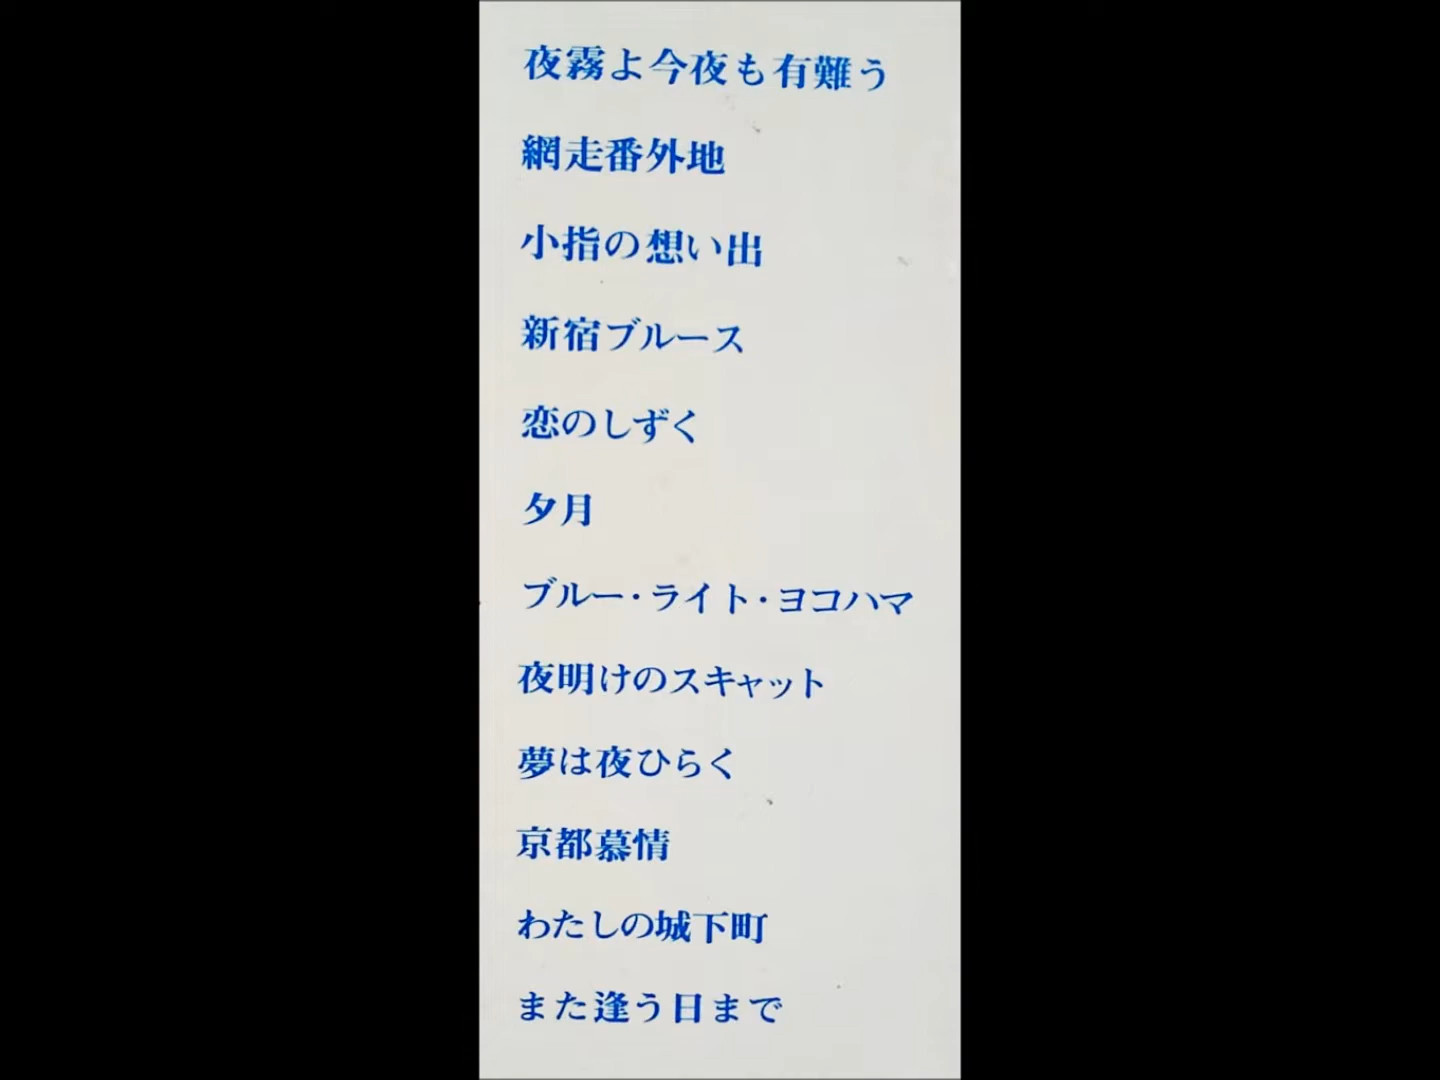 夜霧よ今夜も有難う
網走番外地
小指の想い出
新宿ブルース
恋のしずく
夕月
ブルー・ライト・ヨコハマ
夜明けのスキャット
夢は夜ひらく
京都慕情
わたしの城下町
また逢う日まで